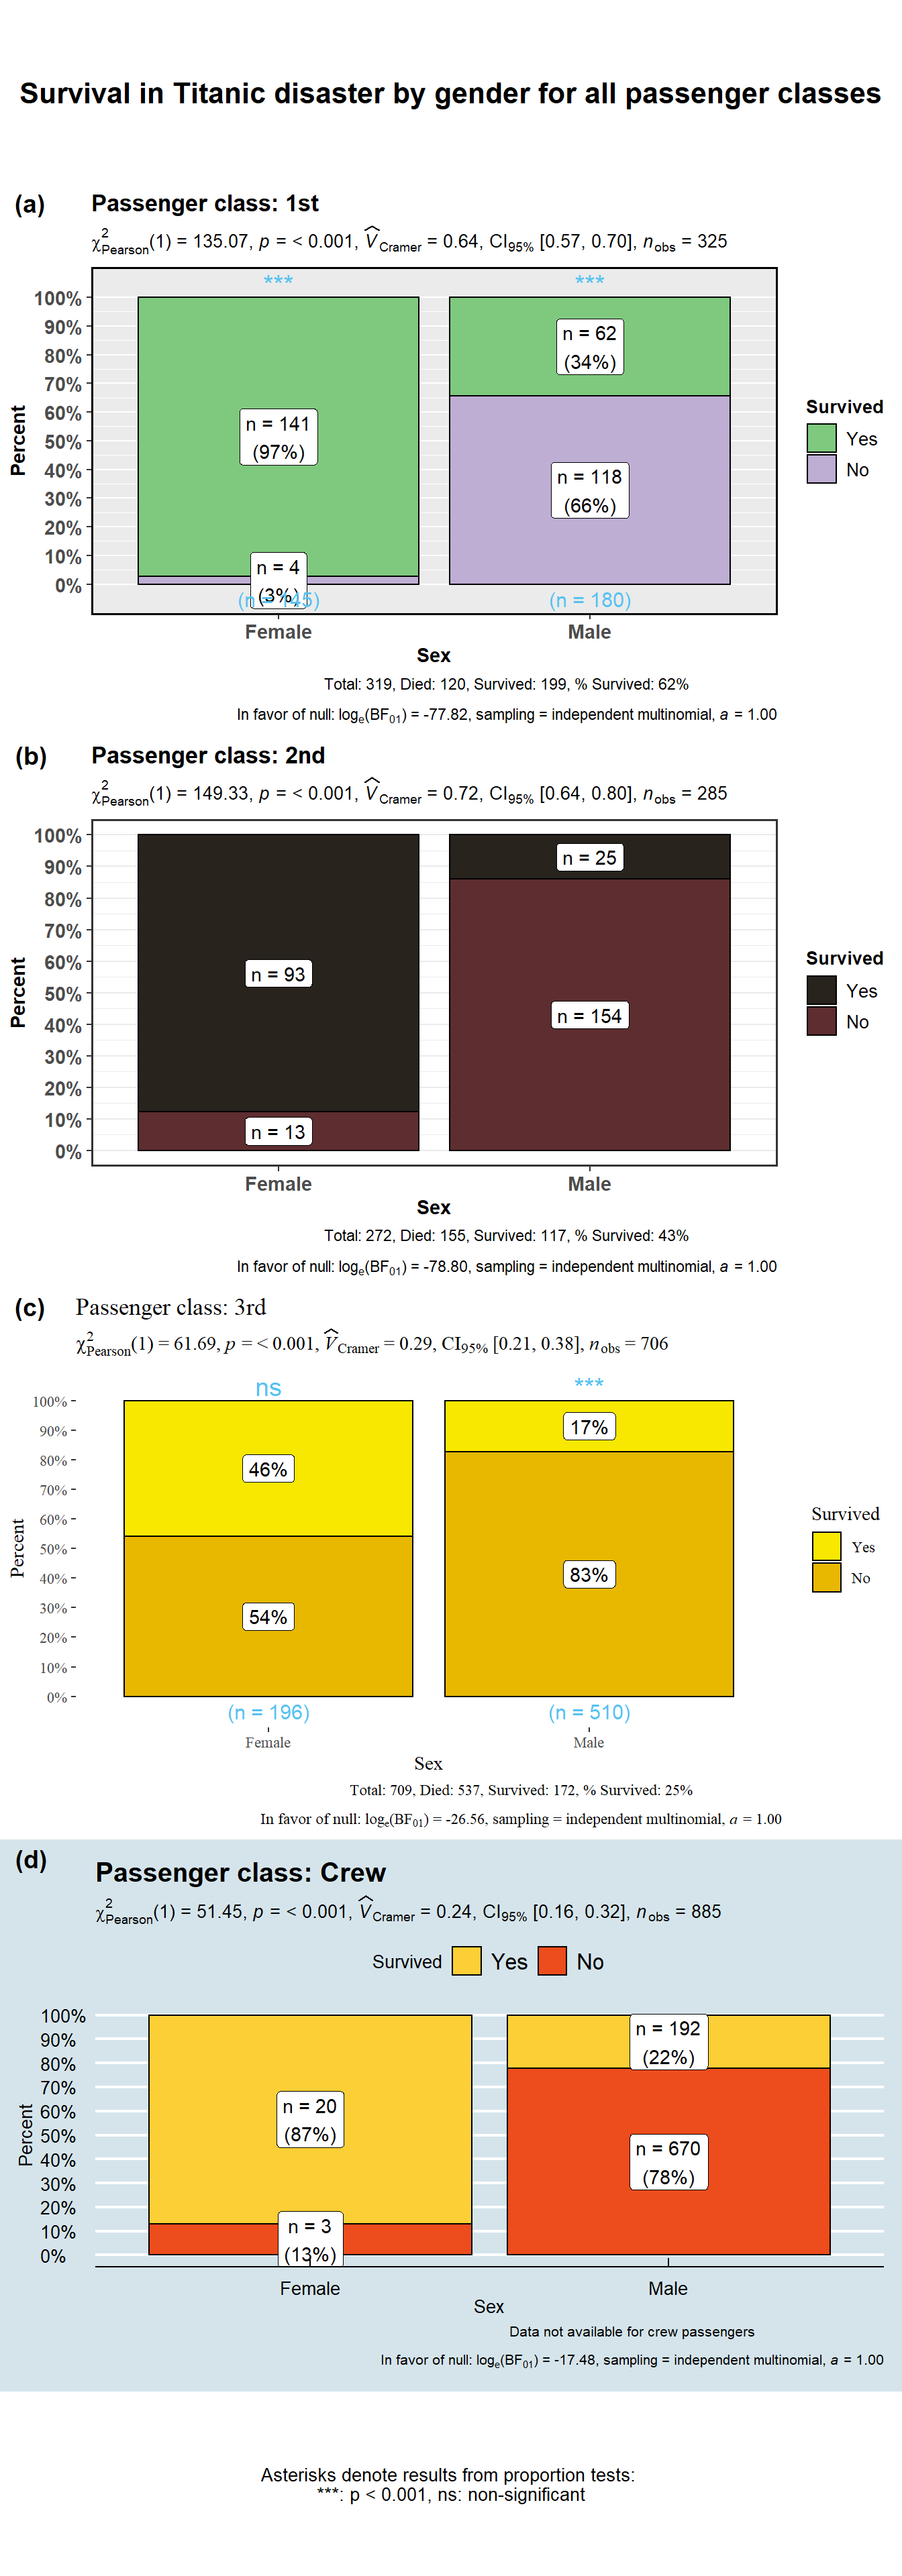 Survival in Titanic disaster by gender for all passenger classes
(a) Passenger class: 1st
χ²Pearson(1) = 135.07, p = < 0.001, V̂Cramer = 0.64, CI95% [0.57, 0.70], nobs = 325
*** ***
100%
90%
80%
70%
60%
50%
40%
30%
20%
10%
0%
Percent
n = 62
(34%)
n = 141
(97%)
n = 118
(66%)
n = 4
(3%)
(n = 145) (n = 180)
Female Male
Sex
Survived
Yes
No
Total: 319, Died: 120, Survived: 199, % Survived: 62%
In favor of null: loge(BF01) = -77.82, sampling = independent multinomial, a = 1.00
(b) Passenger class: 2nd
χ²Pearson(1) = 149.33, p = < 0.001, V̂Cramer = 0.72, CI95% [0.64, 0.80], nobs = 285
100%
90%
80%
70%
60%
50%
40%
30%
20%
10%
0%
Percent
n = 25
n = 93
n = 154
n = 13
Female Male
Sex
Survived
Yes
No
Total: 272, Died: 155, Survived: 117, % Survived: 43%
In favor of null: loge(BF01) = -78.80, sampling = independent multinomial, a = 1.00
(c) Passenger class: 3rd
χ²Pearson(1) = 61.69, p = < 0.001, V̂Cramer = 0.29, CI95% [0.21, 0.38], nobs = 706
ns ***
100%
90%
80%
70%
60%
50%
40%
30%
20%
10%
0%
Percent
17%
46%
83%
54%
(n = 196) (n = 510)
Female Male
Sex
Survived
Yes
No
Total: 709, Died: 537, Survived: 172, % Survived: 25%
In favor of null: loge(BF01) = -26.56, sampling = independent multinomial, a = 1.00
(d) Passenger class: Crew
χ²Pearson(1) = 51.45, p = < 0.001, V̂Cramer = 0.24, CI95% [0.16, 0.32], nobs = 885
Survived Yes No
100%
90%
80%
70%
60%
50%
40%
30%
20%
10%
0%
Percent
n = 192
(22%)
n = 20
(87%)
n = 670
(78%)
n = 3
(13%)
Female Male
Sex
Data not available for crew passengers
In favor of null: loge(BF01) = -17.48, sampling = independent multinomial, a = 1.00
Asterisks denote results from proportion tests:
***: p < 0.001, ns: non-significant